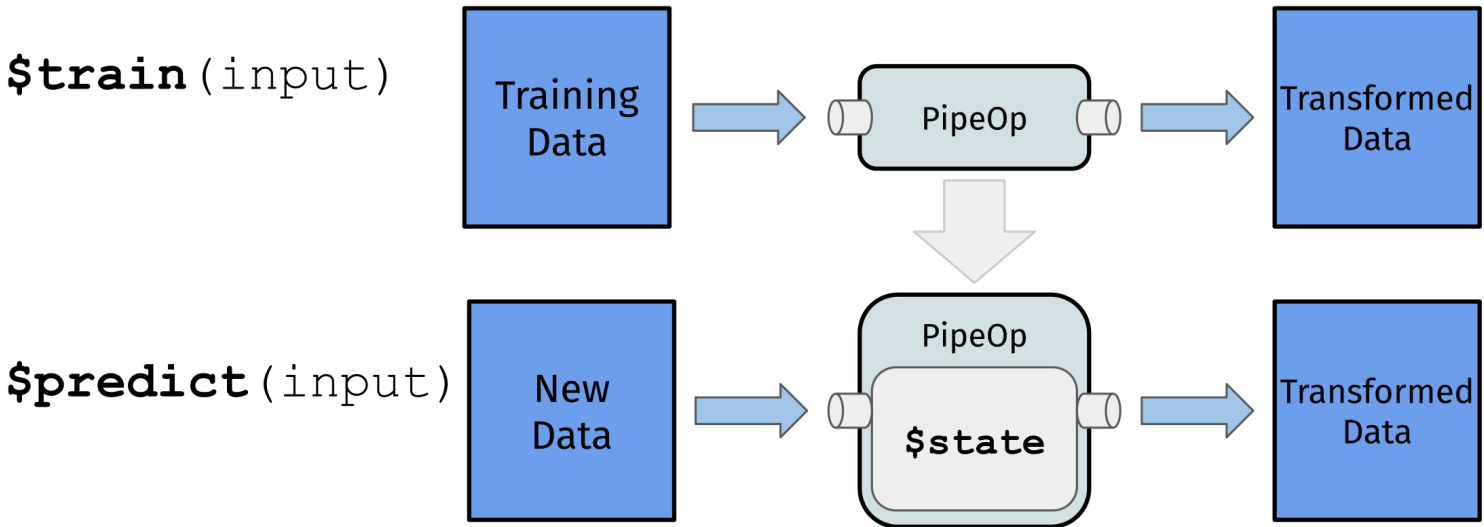 $train(input)
Training
Data
PipeOp
Transformed
Data
$predict(input)
New
Data
PipeOp
$state
Transformed
Data